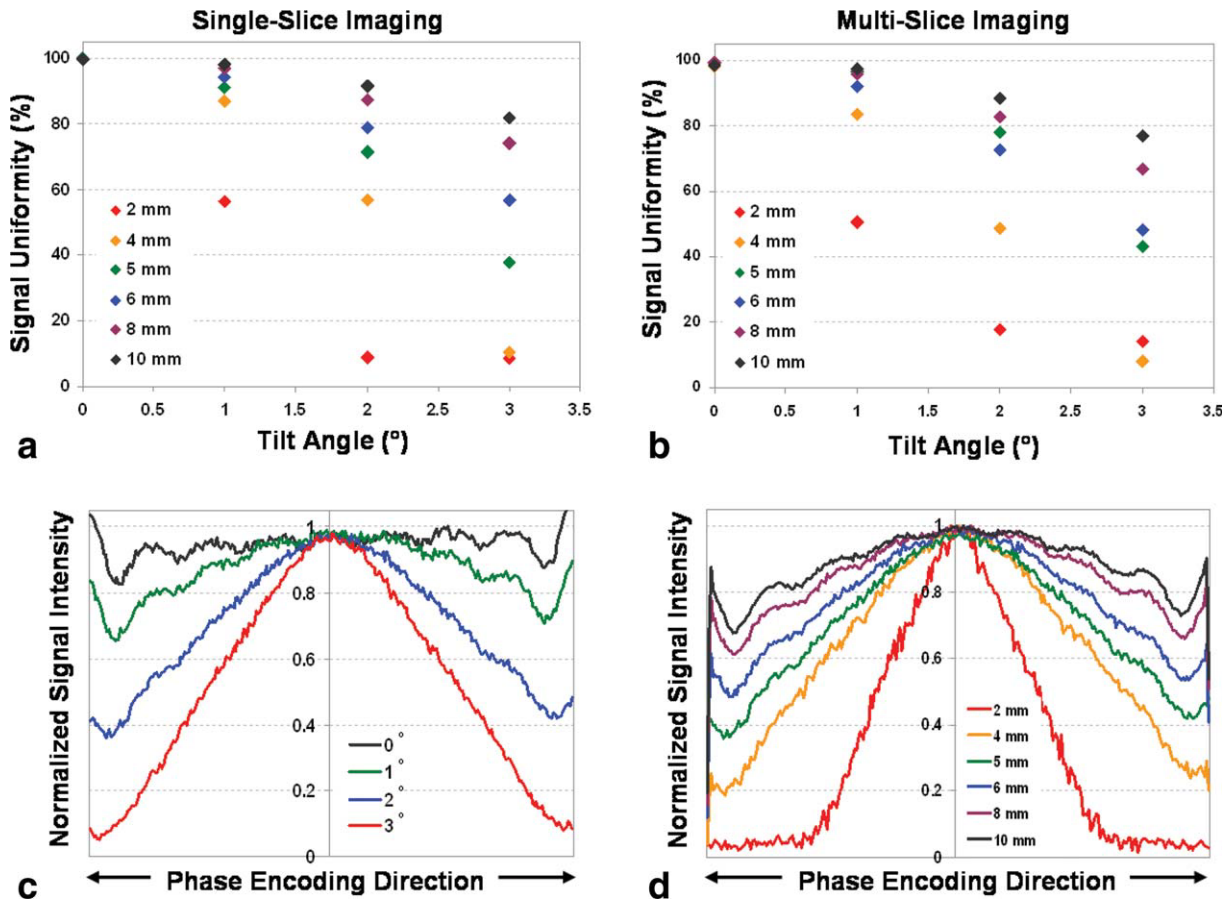 Single-Slice Imaging
Signal Uniformity (%)
100
80
60
40
20
0
2 mm
4 mm
5 mm
6 mm
8 mm
10 mm
0
0.5
1
1.5
2
2.5
3
3.5
Tilt Angle (°)
a
Multi-Slice Imaging
Signal Uniformity (%)
100
80
60
40
20
0
2 mm
4 mm
5 mm
6 mm
8 mm
10 mm
0
0.5
1
1.5
2
2.5
3
3.5
Tilt Angle (°)
b
Normalized Signal Intensity
1
0.8
0.6
0.4
0.2
0
0°
1°
2°
3°
Phase Encoding Direction
c
Normalized Signal Intensity
1
0.8
0.6
0.4
0.2
0
2 mm
4 mm
5 mm
6 mm
8 mm
10 mm
Phase Encoding Direction
d